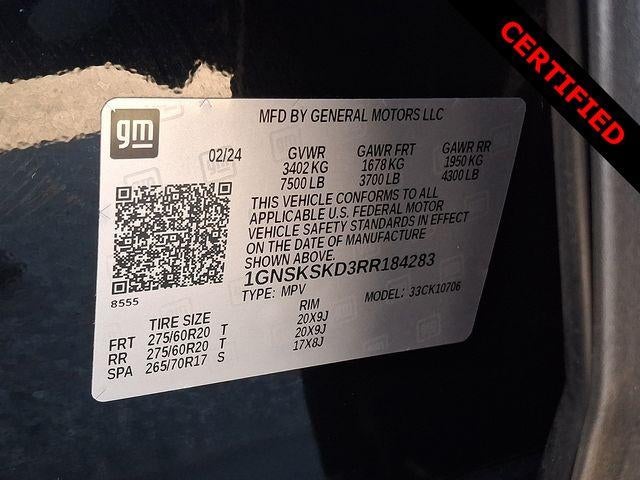 CERTIFIED
gm
MFD BY GENERAL MOTORS LLC
02/24 GVWR GAWR FRT GAWR RR
3402 KG 1678 KG 1950 KG
7500 LB 3700 LB 4300 LB
THIS VEHICLE CONFORMS TO ALL
APPLICABLE U.S. FEDERAL MOTOR
VEHICLE SAFETY STANDARDS IN EFFECT
ON THE DATE OF MANUFACTURE
SHOWN ABOVE.
1GNSKSKD3RR184283
8555
TYPE: MPV MODEL: 33CK10706
TIRE SIZE RIM
FRT 275/60R20 T 20X9J
RR 275/60R20 T 20X9J
SPA 265/70R17 S 17X8J